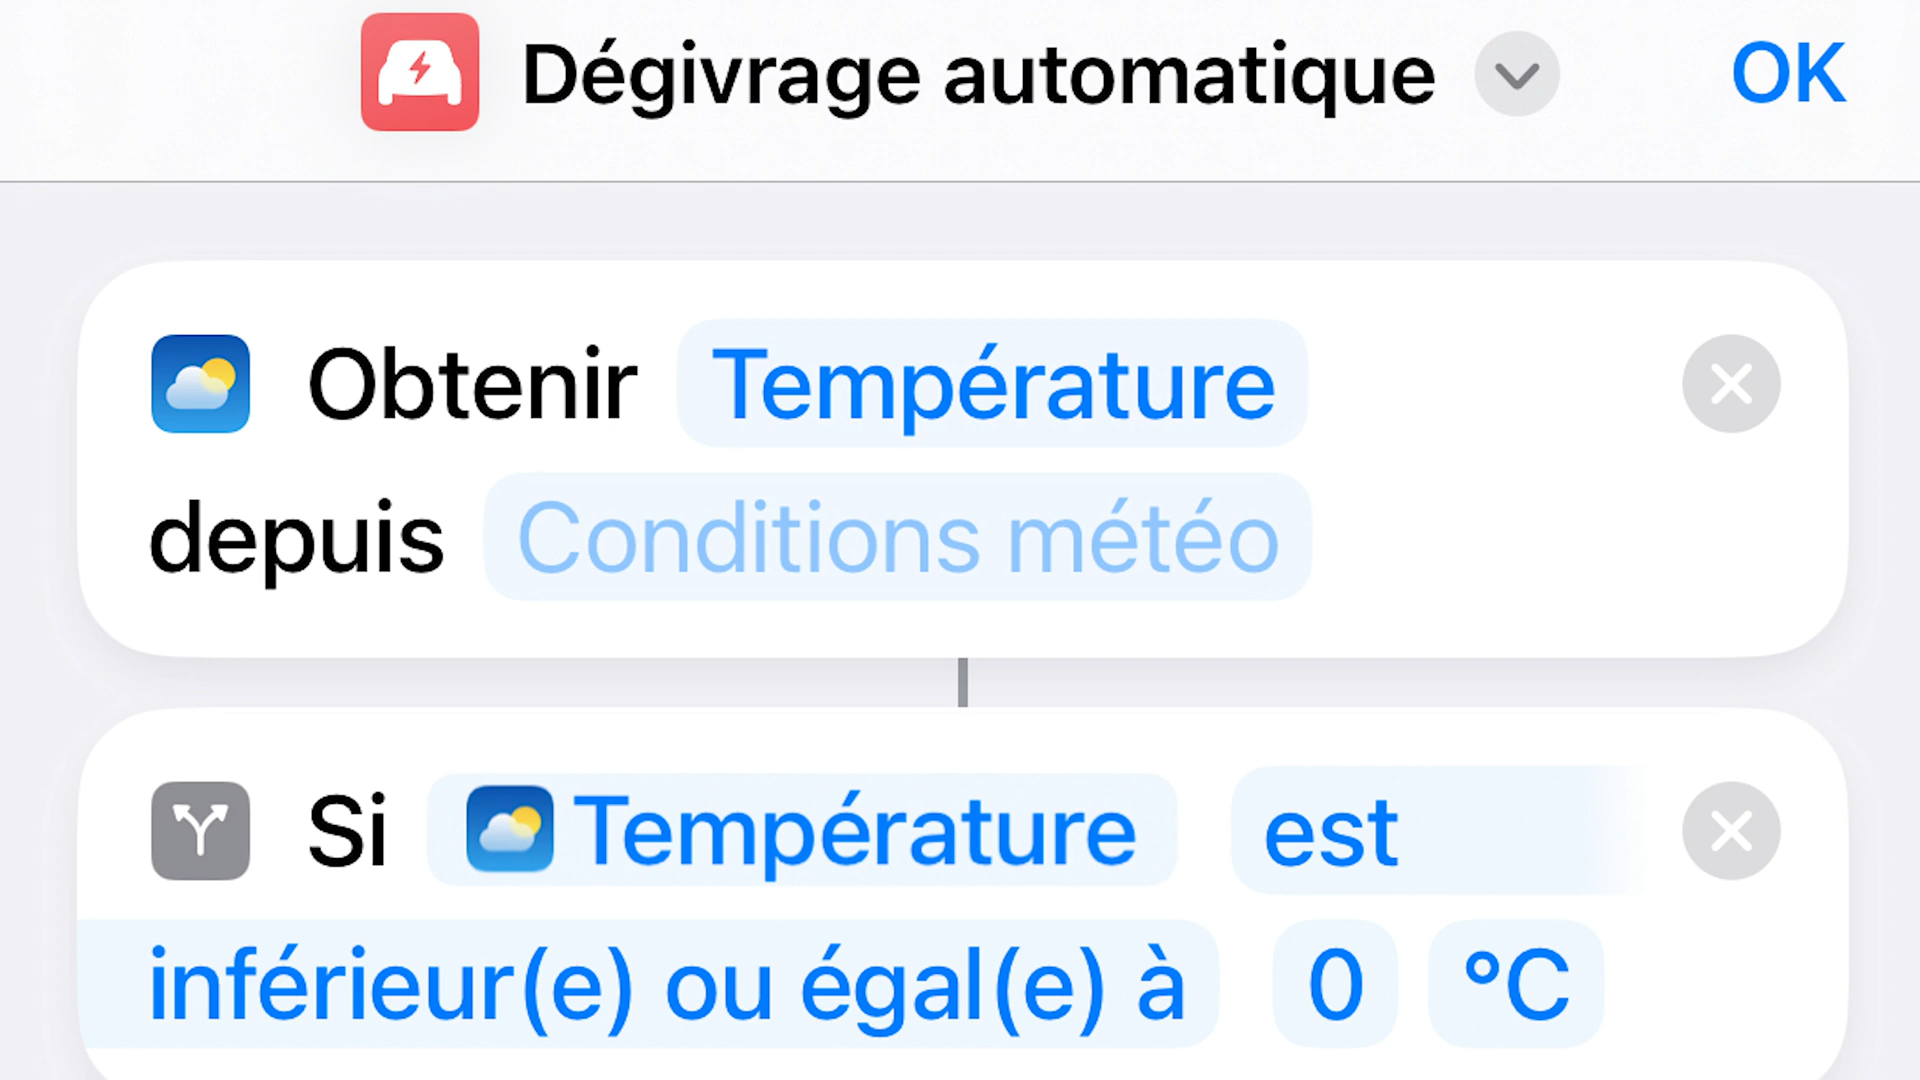 Dégivrage automatique OK
Obtenir Température
depuis Conditions météo
Si Température est
inférieur(e) ou égal(e) à 0 °C